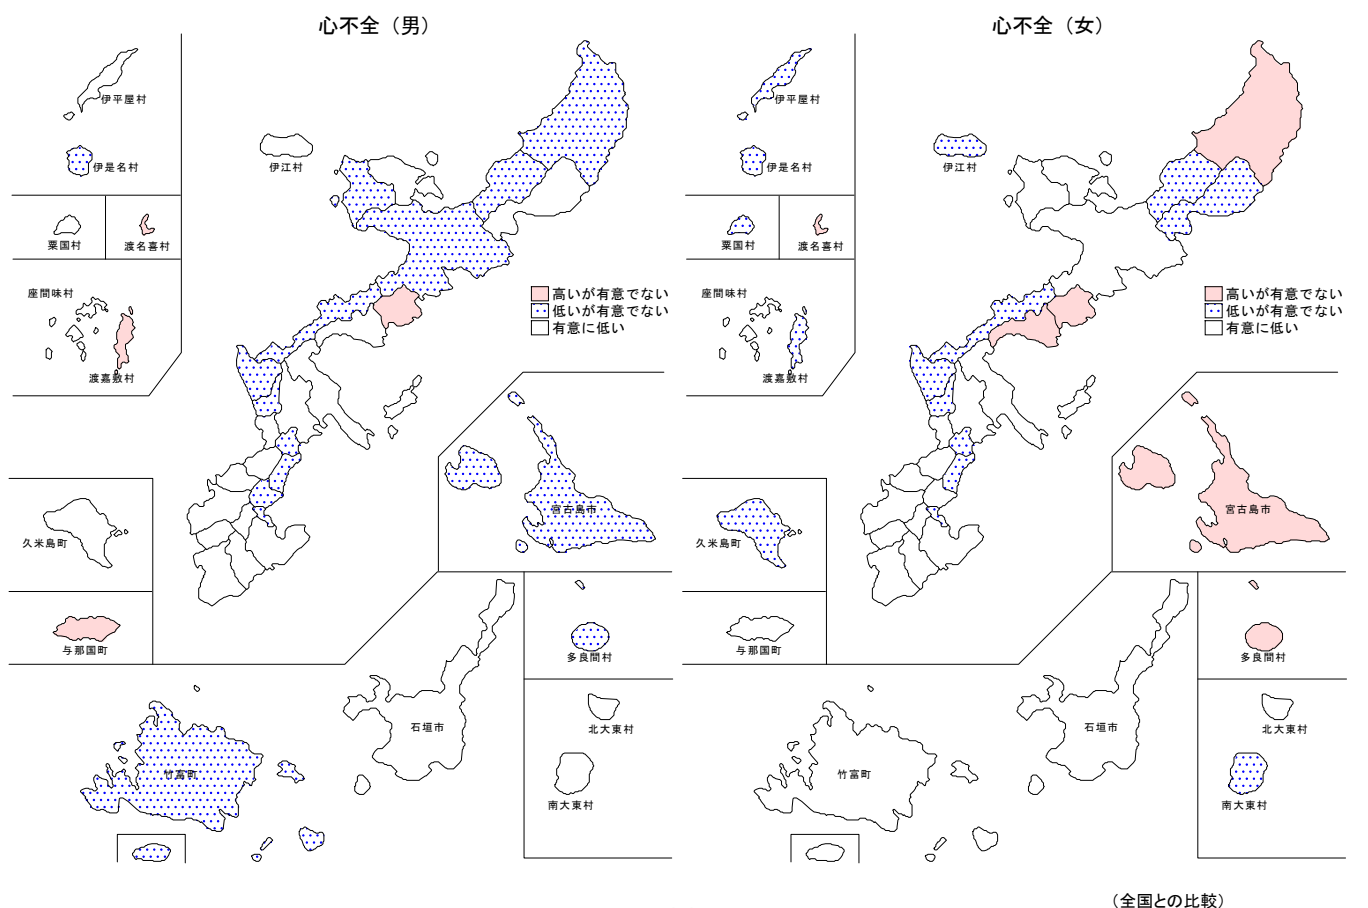 心不全（男）
伊平屋村
伊是名村
伊江村
粟国村
渡名喜村
座間味村
渡嘉敷村
高いが有意でない
低いが有意でない
有意に低い
宮古島市
久米島町
与那国町
多良間村
石垣市
北大東村
竹富町
南大東村
心不全（女）
伊平屋村
伊是名村
伊江村
粟国村
渡名喜村
座間味村
渡嘉敷村
高いが有意でない
低いが有意でない
有意に低い
宮古島市
久米島町
与那国町
多良間村
石垣市
北大東村
竹富町
南大東村
（全国との比較）